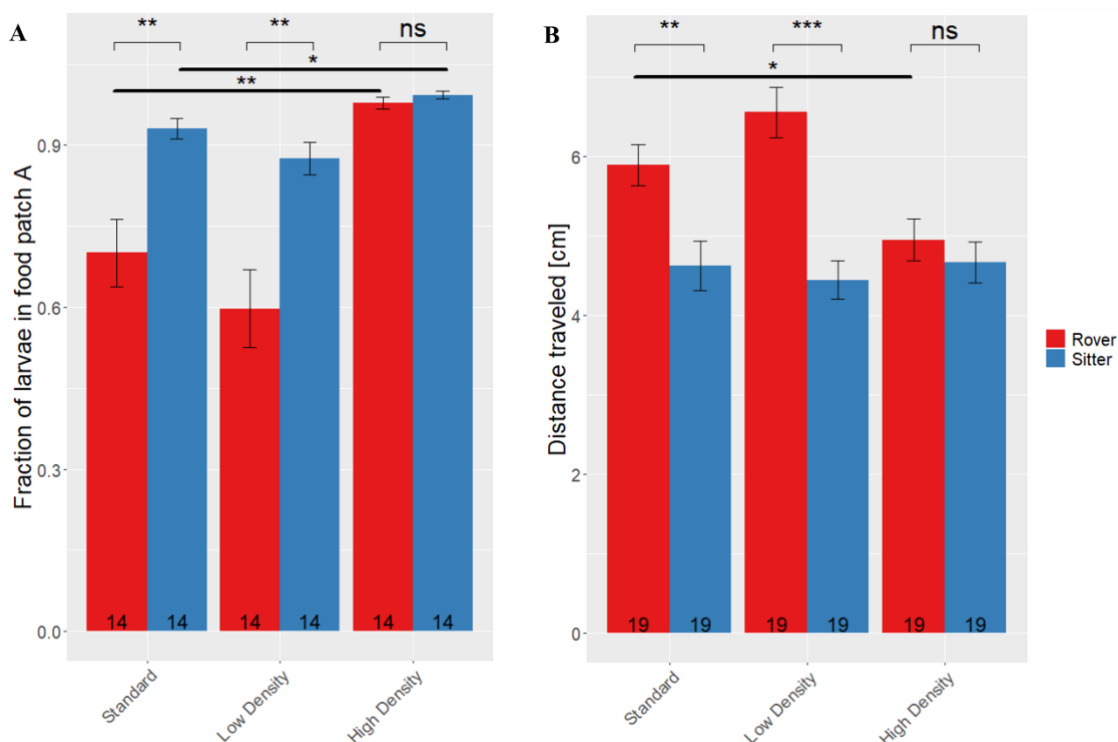 A
** ** ns
*
**
Fraction of larvae in food patch A
0.9
0.6
0.3
0.0
14 14 14 14 14 14
Standard
Low Density
High Density
B
** *** ns
*
Distance traveled [cm]
6
4
2
0
19 19 19 19 19 19
Standard
Low Density
High Density
Rover
Sitter